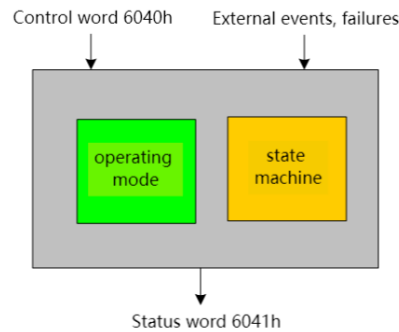 Control word 6040h
External events, failures
operating
mode
state
machine
Status word 6041h